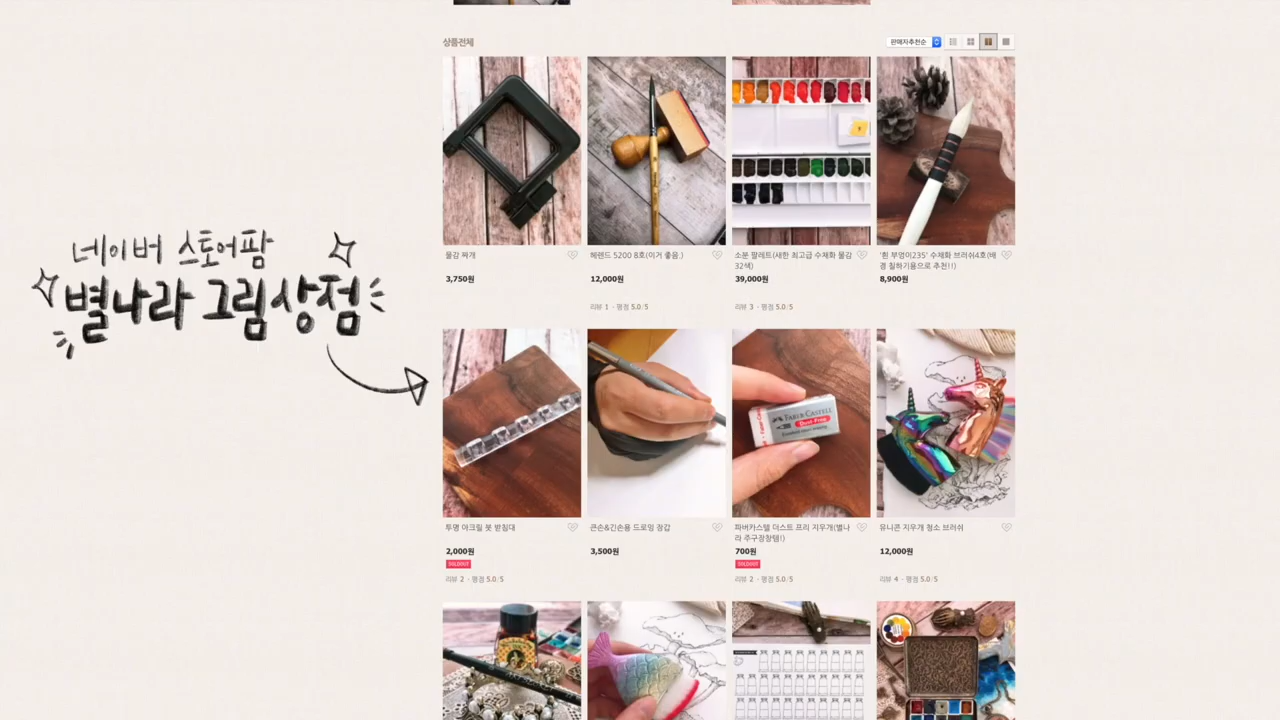 상품전체
판매자추천순
네이버 스토어팜
별나라 그림상점
물감 짜개
3,750원
헤렌드 5200 8호(이거 좋음.)
12,000원
리뷰 1 · 평점 5.0/5
소분 팔레트(새한 최고급 수채화 물감 32색)
39,000원
리뷰 3 · 평점 5.0/5
'흰 부엉이235' 수채화 브러쉬4호(배경 칠하기용으로 추천!!)
8,900원
투명 아크릴 붓 받침대
2,000원
SOLDOUT
리뷰 2 · 평점 5.0/5
큰손&긴손용 드로잉 장갑
3,500원
FABER-CASTELL
Dust-Free
파버카스텔 더스트 프리 지우개(별나라 주구장창템!)
700원
SOLDOUT
리뷰 2 · 평점 5.0/5
유니콘 지우개 청소 브러쉬
12,000원
리뷰 4 · 평점 5.0/5